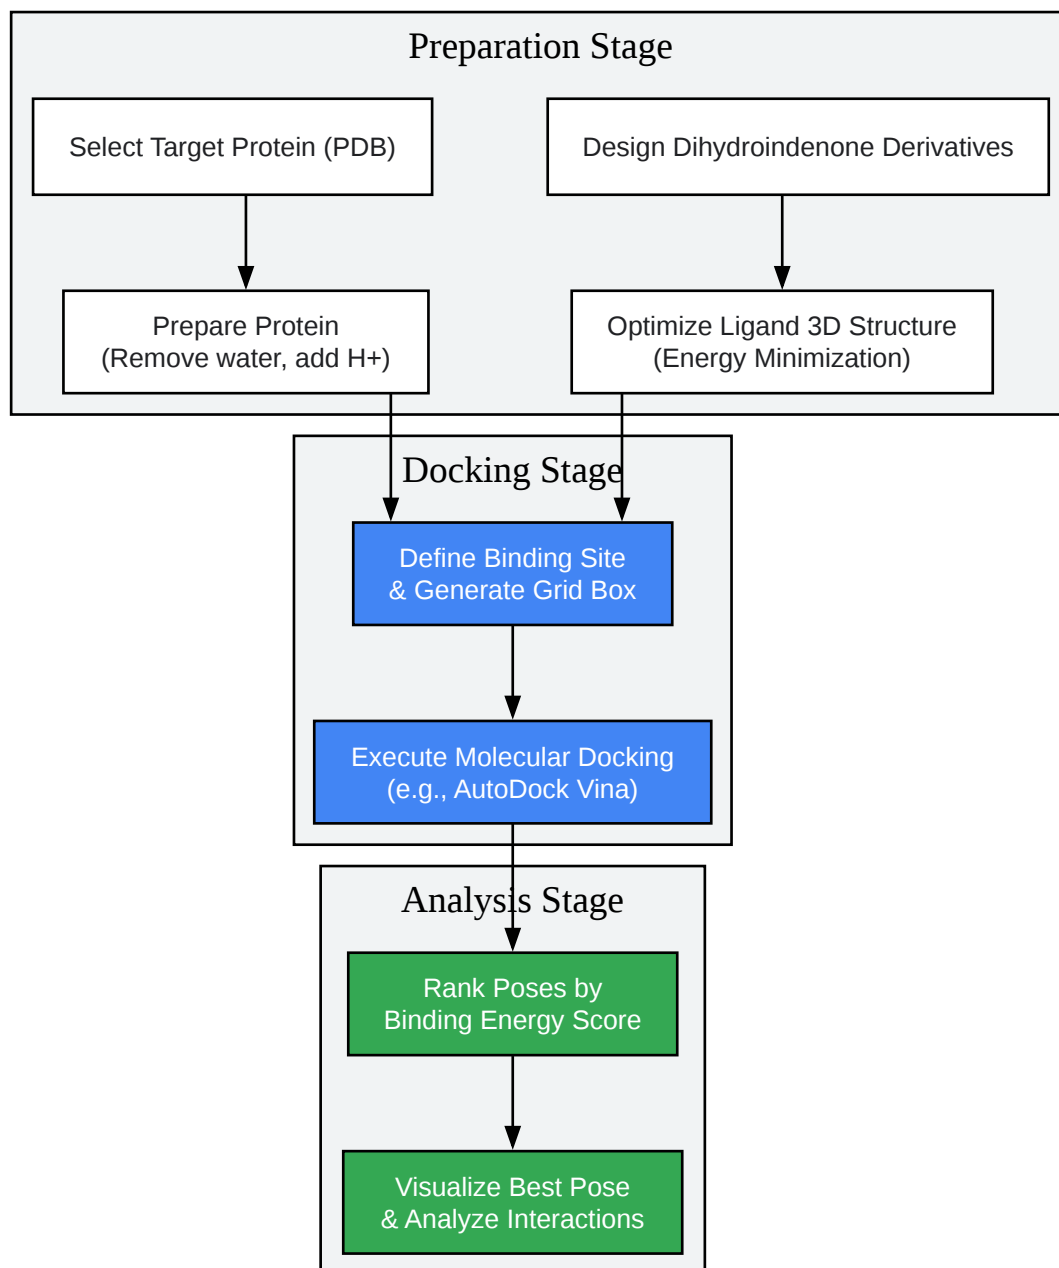 Preparation Stage
Select Target Protein (PDB)
Design Dihydroindenone Derivatives
Prepare Protein
(Remove water, add H+)
Optimize Ligand 3D Structure
(Energy Minimization)
Docking Stage
Define Binding Site
& Generate Grid Box
Execute Molecular Docking
(e.g., AutoDock Vina)
Analysis Stage
Rank Poses by
Binding Energy Score
Visualize Best Pose
& Analyze Interactions